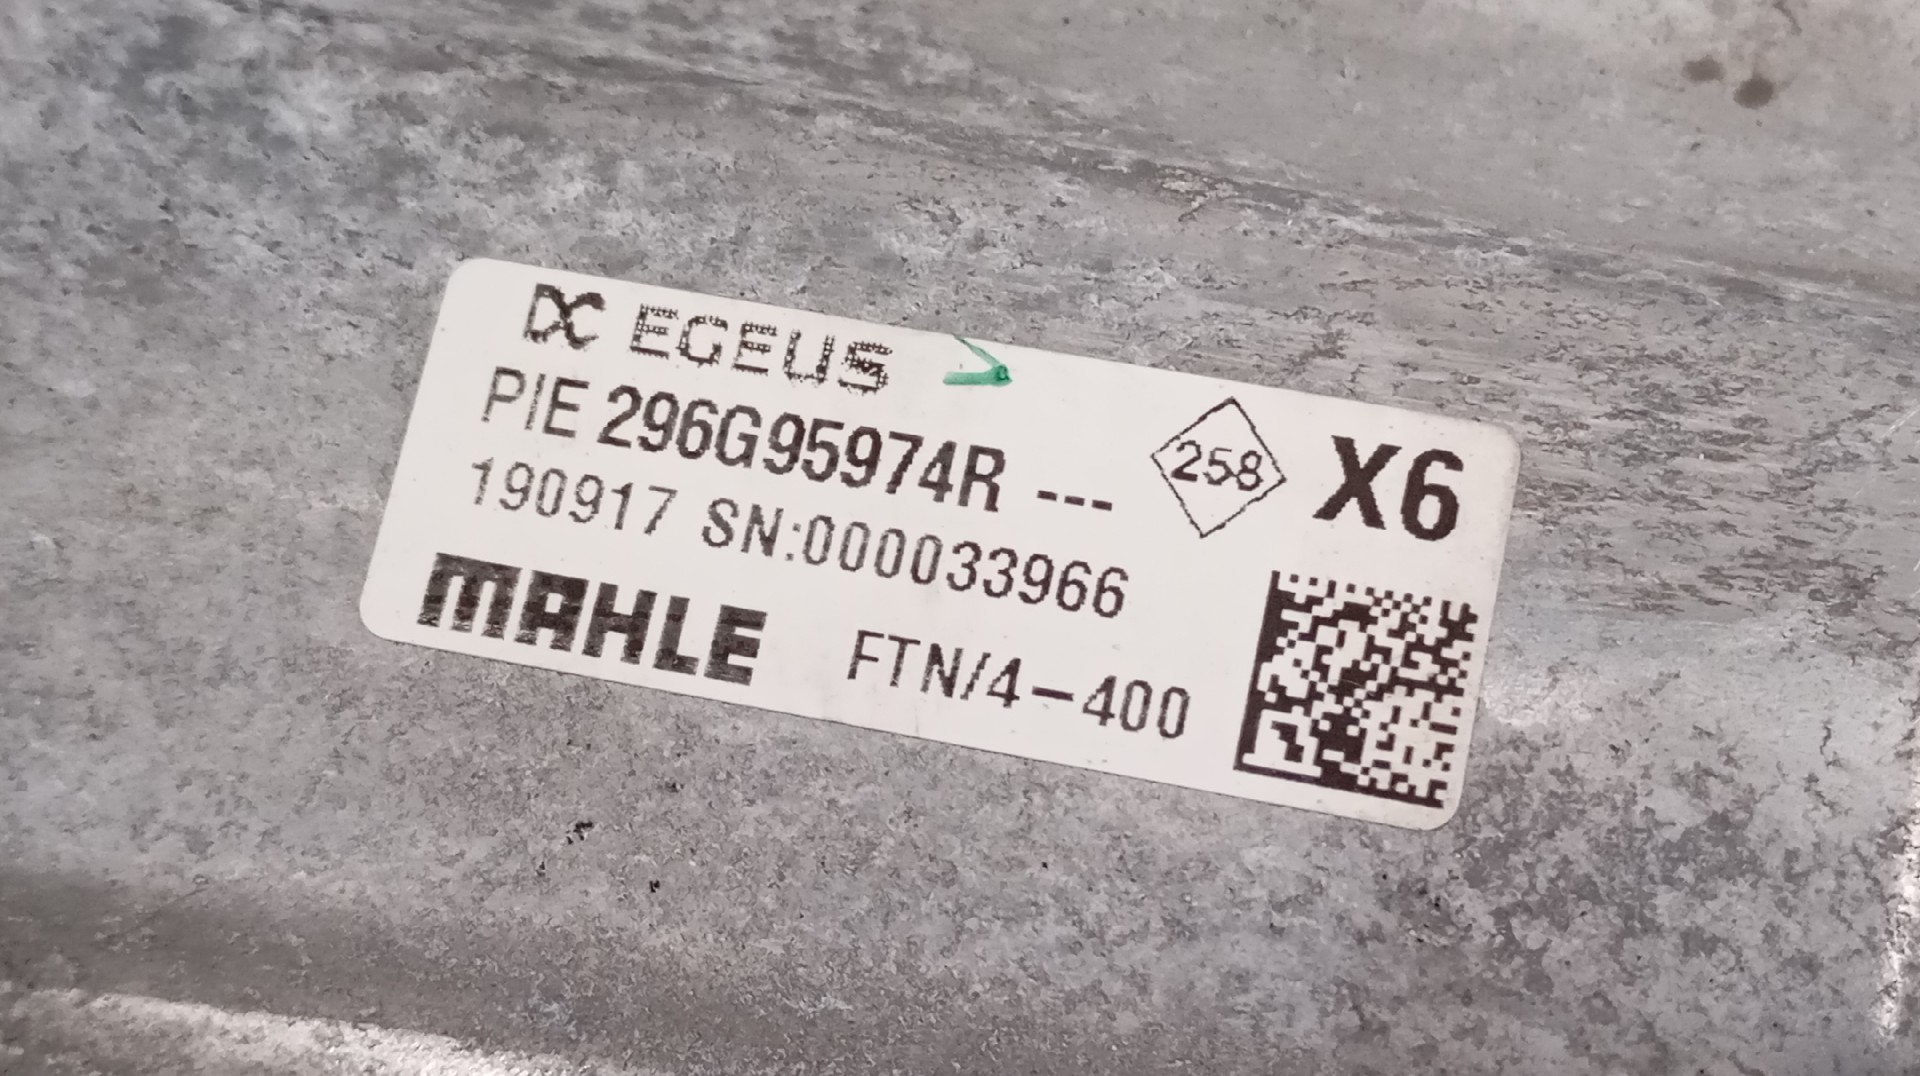 DC EGEUS
PIE 296G95974R ---
258
X6
190917 SN:000033966
MAHLE
FTN/4-400